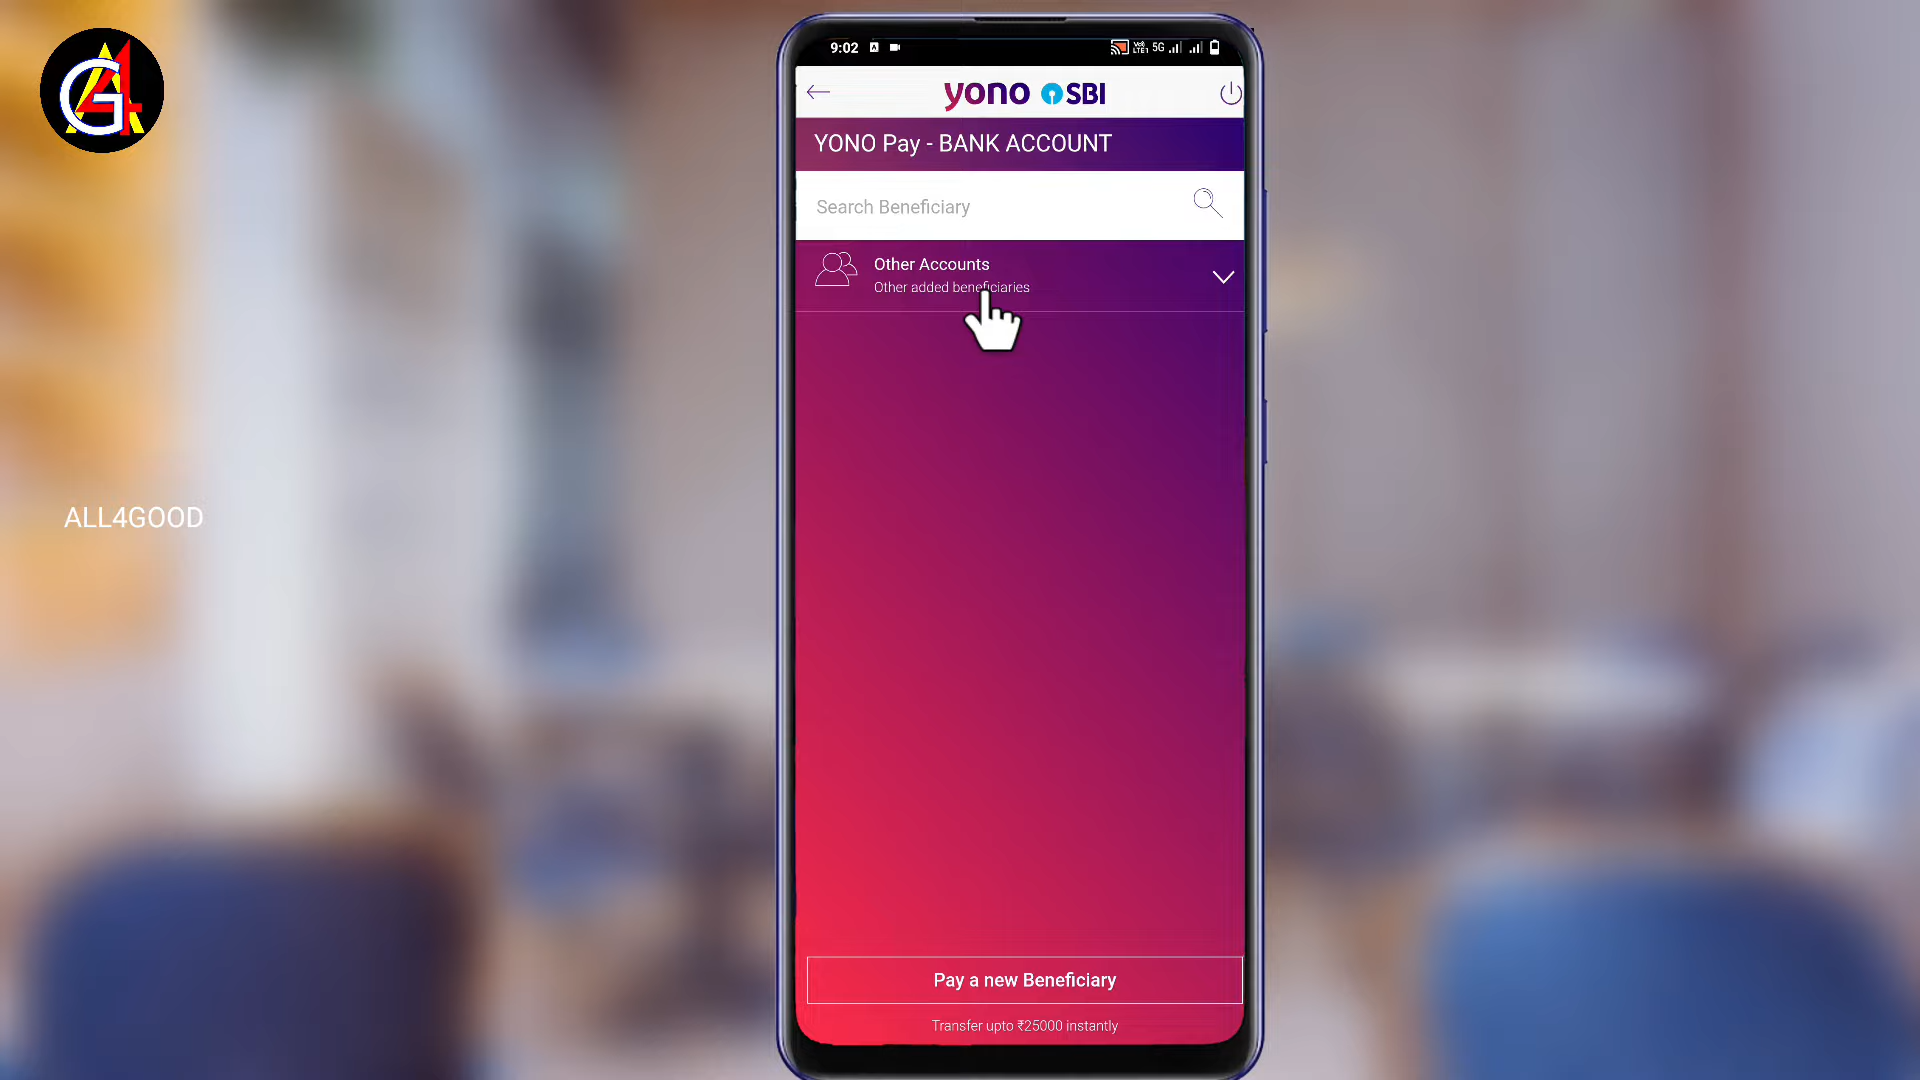 9:02
5G
yono SBI
YONO Pay - BANK ACCOUNT
Search Beneficiary
Other Accounts
Other added beneficiaries
ALL4GOOD
Pay a new Beneficiary
Transfer upto ₹25000 instantly